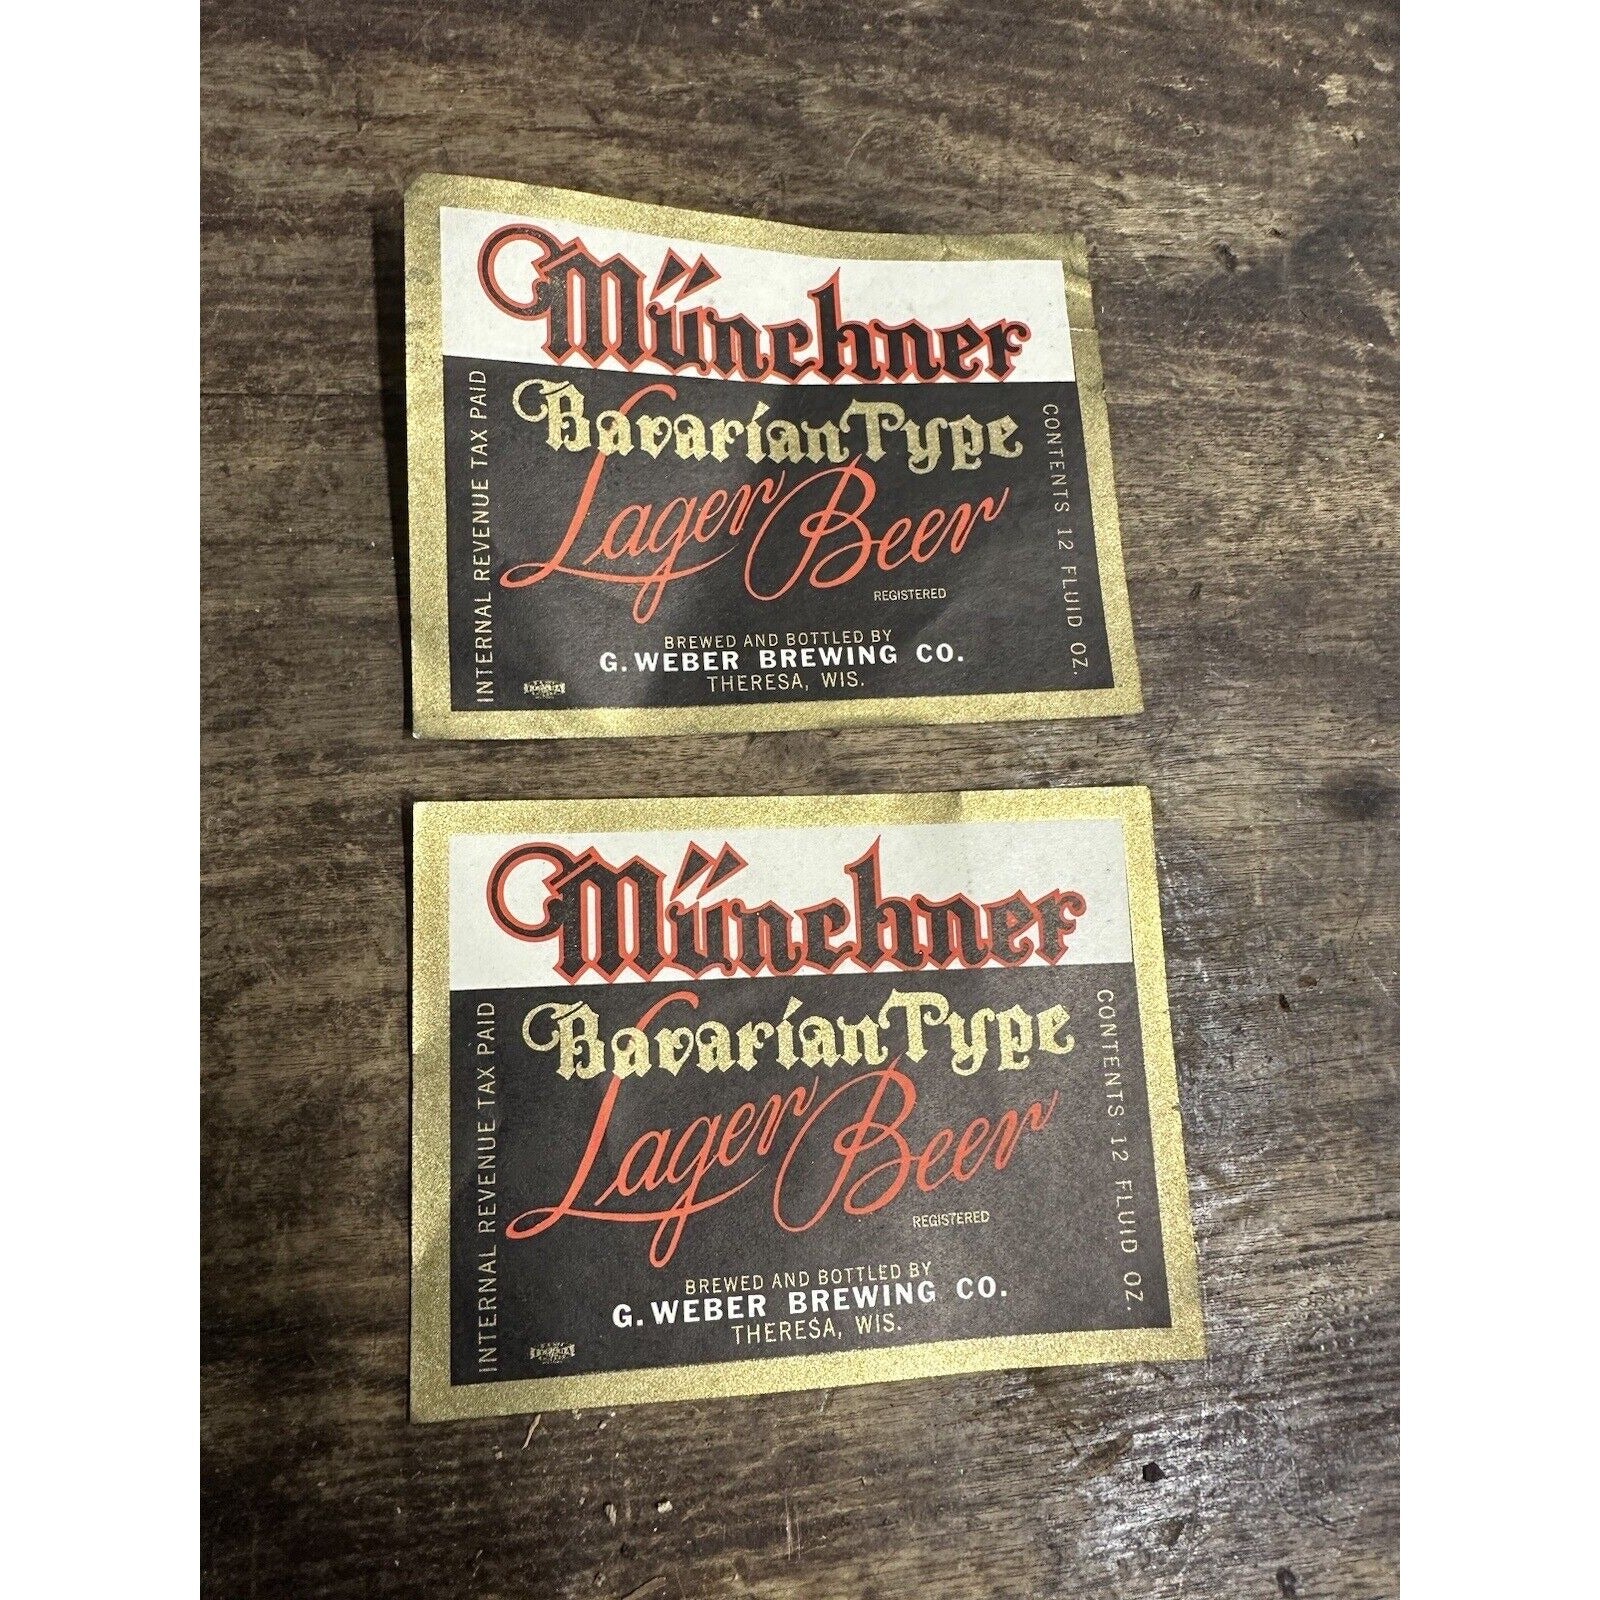 Münchner
Bavarian Type
Lager Beer
REGISTERED
INTERNAL REVENUE TAX PAID
CONTENTS 12 FLUID OZ.
BREWED AND BOTTLED BY
G. WEBER BREWING CO.
THERESA, WIS.
Münchner
Bavarian Type
Lager Beer
REGISTERED
INTERNAL REVENUE TAX PAID
CONTENTS 12 FLUID OZ.
BREWED AND BOTTLED BY
G. WEBER BREWING CO.
THERESA, WIS.